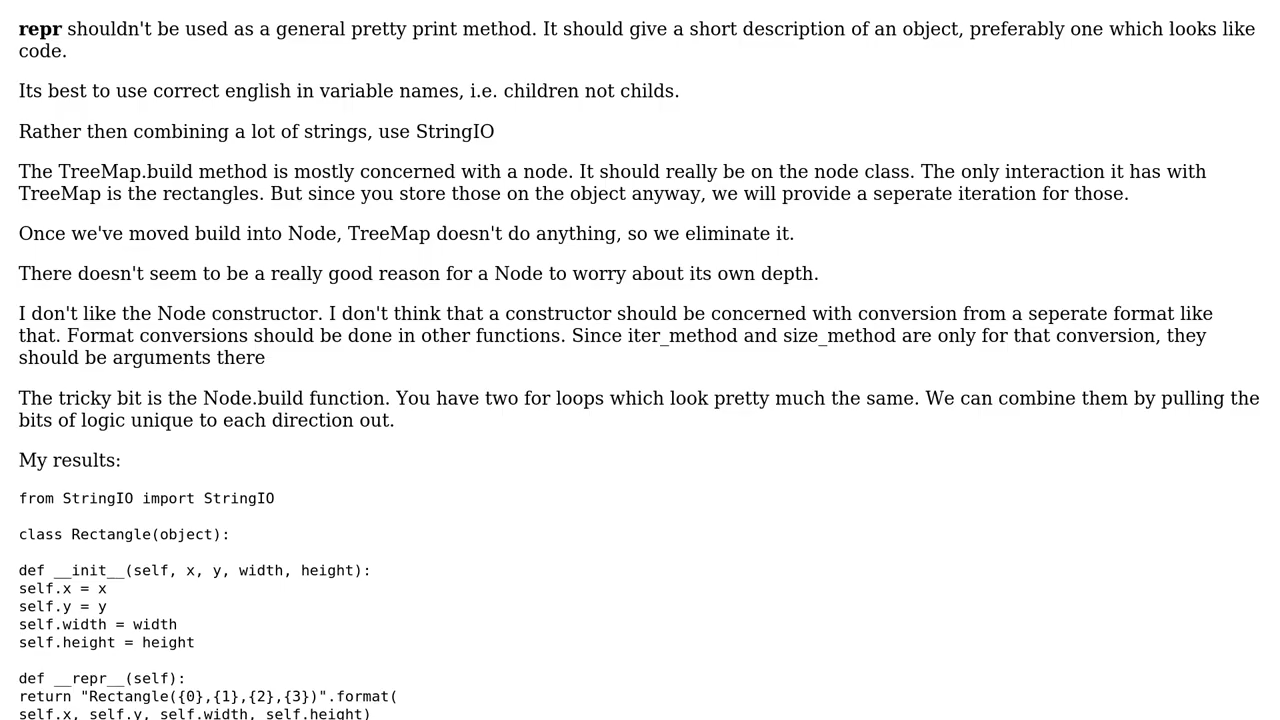 repr shouldn't be used as a general pretty print method. It should give a short description of an object, preferably one which looks like
code.
Its best to use correct english in variable names, i.e. children not childs.
Rather then combining a lot of strings, use StringIO
The TreeMap.build method is mostly concerned with a node. It should really be on the node class. The only interaction it has with
TreeMap is the rectangles. But since you store those on the object anyway, we will provide a seperate iteration for those.
Once we've moved build into Node, TreeMap doesn't do anything, so we eliminate it.
There doesn't seem to be a really good reason for a Node to worry about its own depth.
I don't like the Node constructor. I don't think that a constructor should be concerned with conversion from a seperate format like
that. Format conversions should be done in other functions. Since iter_method and size_method are only for that conversion, they
should be arguments there
The tricky bit is the Node.build function. You have two for loops which look pretty much the same. We can combine them by pulling the
bits of logic unique to each direction out.
My results:
from StringIO import StringIO
class Rectangle(object):
def __init__(self, x, y, width, height):
self.x = x
self.y = y
self.width = width
self.height = height
def __repr__(self):
return "Rectangle({0},{1},{2},{3})".format(
self.x, self.y, self.width, self.height)